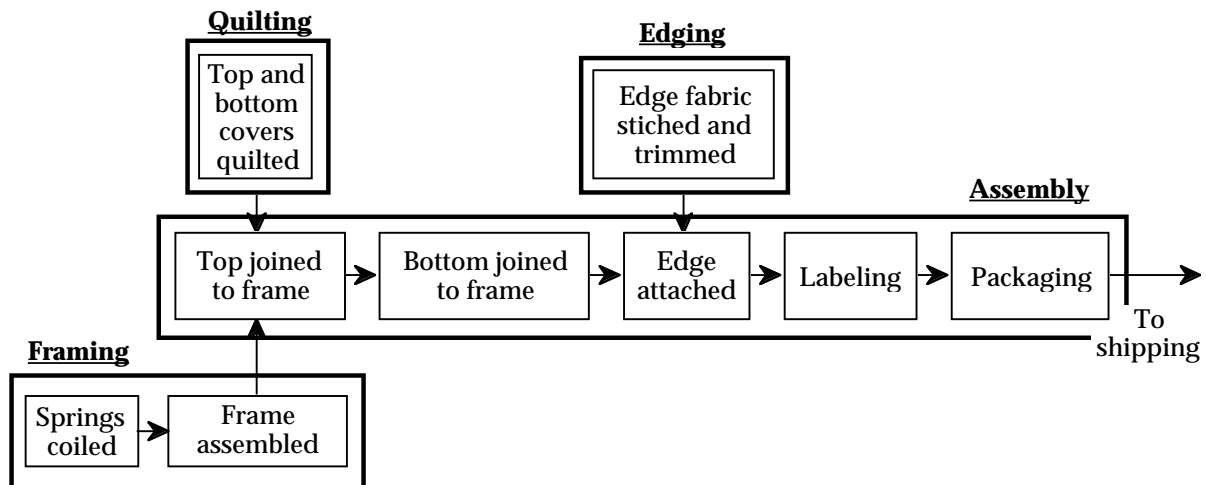 Quilting
Top and
bottom
covers
quilted
Edging
Edge fabric
stiched and
trimmed
Assembly
Top joined
to frame
Bottom joined
to frame
Edge
attached
Labeling
Packaging
To
shipping
Framing
Springs
coiled
Frame
assembled